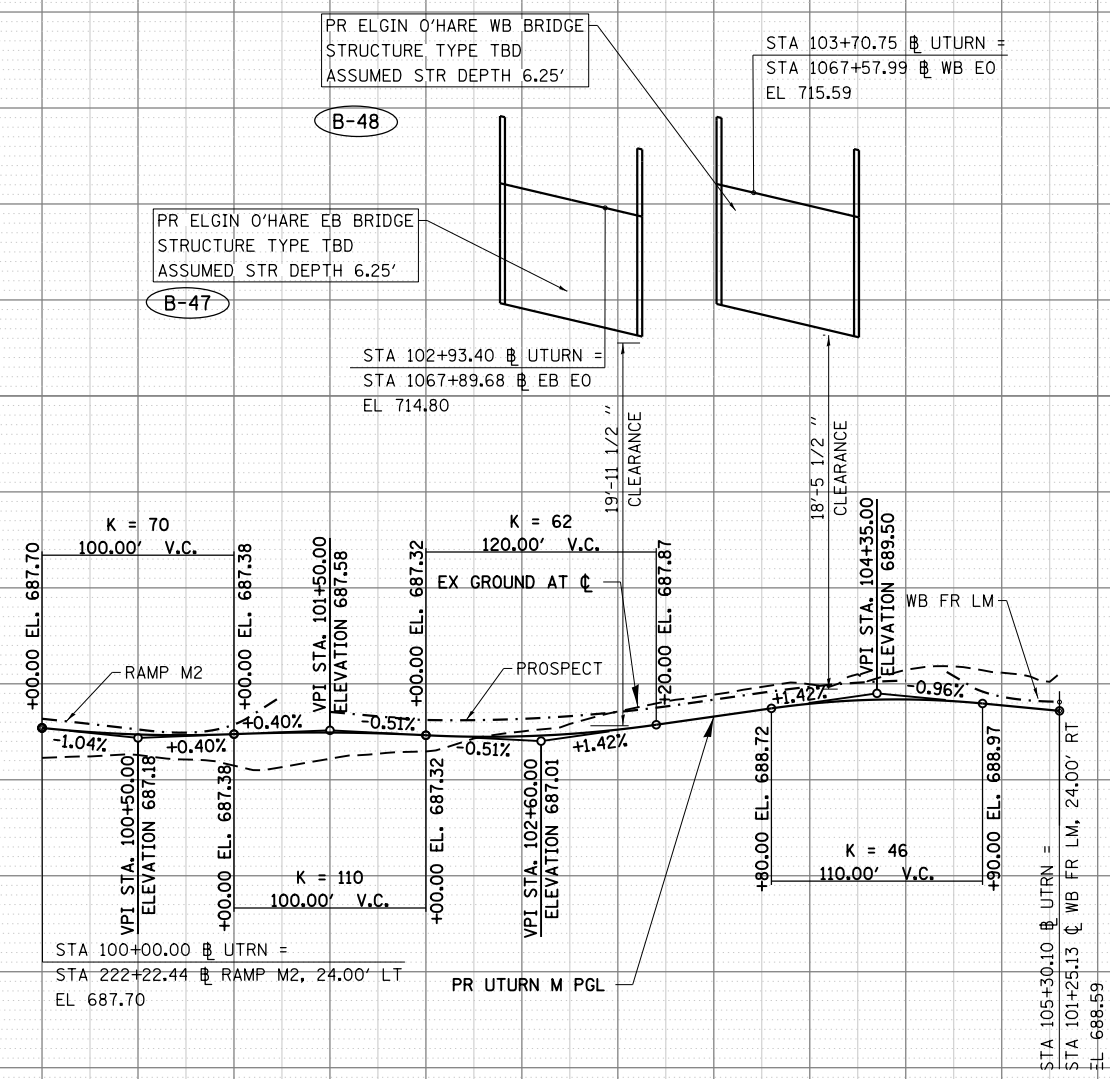 PR ELGIN O'HARE WB BRIDGE
STRUCTURE TYPE TBD
ASSUMED STR DEPTH 6.25'
B-48
STA 103+70.75 ℄ UTURN =
STA 1067+57.99 ℄ WB EO
EL 715.59
PR ELGIN O'HARE EB BRIDGE
STRUCTURE TYPE TBD
ASSUMED STR DEPTH 6.25'
B-47
STA 102+93.40 ℄ UTURN =
STA 1067+89.68 ℄ EB EO
EL 714.80
19'-11 1/2 "
CLEARANCE
18'-5 1/2 "
CLEARANCE
K = 70
100.00' V.C.
K = 62
120.00' V.C.
+00.00 EL. 687.70
+00.00 EL. 687.38
VPI STA. 101+50.00
ELEVATION 687.58
+00.00 EL. 687.32
+20.00 EL. 687.87
VPI STA. 104+35.00
ELEVATION 689.50
EX GROUND AT ℄
WB FR LM
RAMP M2
PROSPECT
-1.04%
+0.40%
+0.40%
-0.51%
-0.51%
+1.42%
+1.42%
-0.96%
VPI STA. 100+50.00
ELEVATION 687.18
+00.00 EL. 687.38
+00.00 EL. 687.32
VPI STA. 102+60.00
ELEVATION 687.01
+80.00 EL. 688.72
+90.00 EL. 688.97
K = 110
100.00' V.C.
K = 46
110.00' V.C.
STA 100+00.00 ℄ UTRN =
STA 222+22.44 ℄ RAMP M2, 24.00' LT
EL 687.70
PR UTURN M PGL
STA 105+30.10 ℄ UTRN =
STA 101+25.13 ℄ WB FR LM, 24.00' RT
EL 688.59